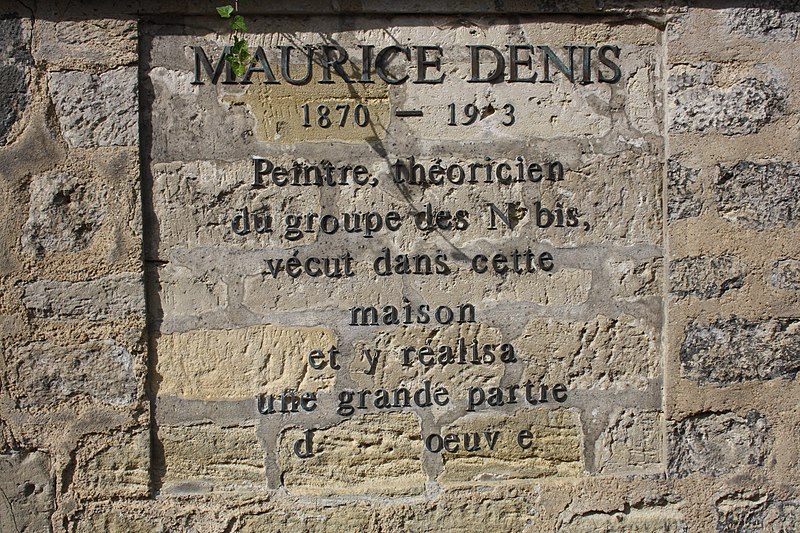 MAURICE DENIS
1870 — 19 3
Peintre, théoricien
du groupe des N bis,
vécut dans cette
maison
et y réalisa
une grande partie
d oeuv e